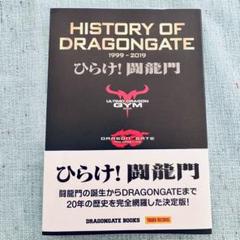 HISTORY OF
DRAGONGATE
1999 - 2019
ひらけ!闘龍門
ULTIMO DRAGON
GYM
DRAGON GATE
ひらけ!闘龍門
闘龍門の誕生からDRAGONGATEまで
20年の歴史を完全網羅した決定版!
DRAGONGATE BOOKS
TOWER RECORDS